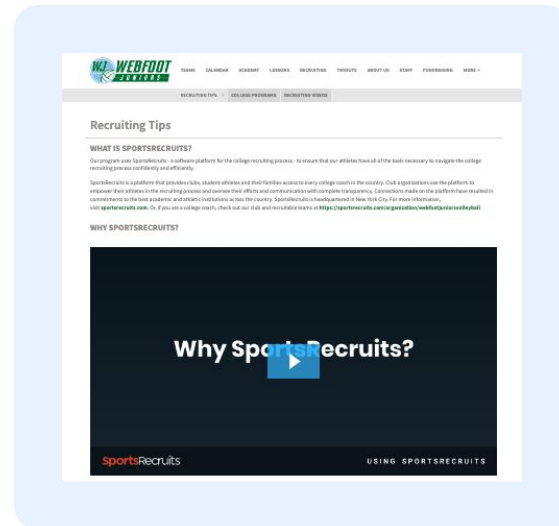 WJ WEBFOOT
JUNIORS
TEAMS CALENDAR ACADEMY LESSONS RECRUITING TRYOUTS ABOUT US STAFF FUNDRAISING MORE +
RECRUITING TIPS > COLLEGE PROGRAMS RECRUITING VIDEOS
Recruiting Tips
WHAT IS SPORTSRECRUITS?
Our program uses SportsRecruits - a software platform for the college recruiting process - to ensure that our athletes have all of the tools necessary to navigate the college
recruiting process confidently and efficiently.
SportsRecruits is a platform that provides clubs, student-athletes and their families access to every college coach in the country. Club organizations use the platform to
empower their athletes in the recruiting process and oversee their efforts and communication with complete transparency. Connections made on the platform have resulted in
commitments to the best academic and athletic institutions across the country. SportsRecruits is headquartered in New York City. For more information,
visit sportsrecruits.com. Or, if you are a college coach, check out our club and recruitable teams at https://sportsrecruits.com/organization/webfootjuniorsvolleyball
WHY SPORTSRECRUITS?
Why SportsRecruits?
SportsRecruits
USING SPORTSRECRUITS